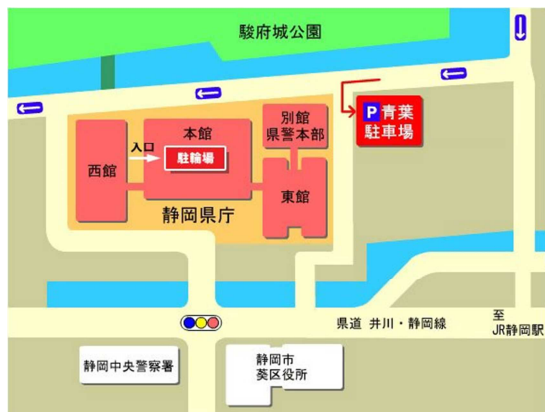 駿府城公園
P青葉
駐車場
別館
県警本部
本館
入口
駐輪場
西館
東館
静岡県庁
県道 井川・静岡線
至
JR静岡駅
静岡中央警察署
静岡市
葵区役所